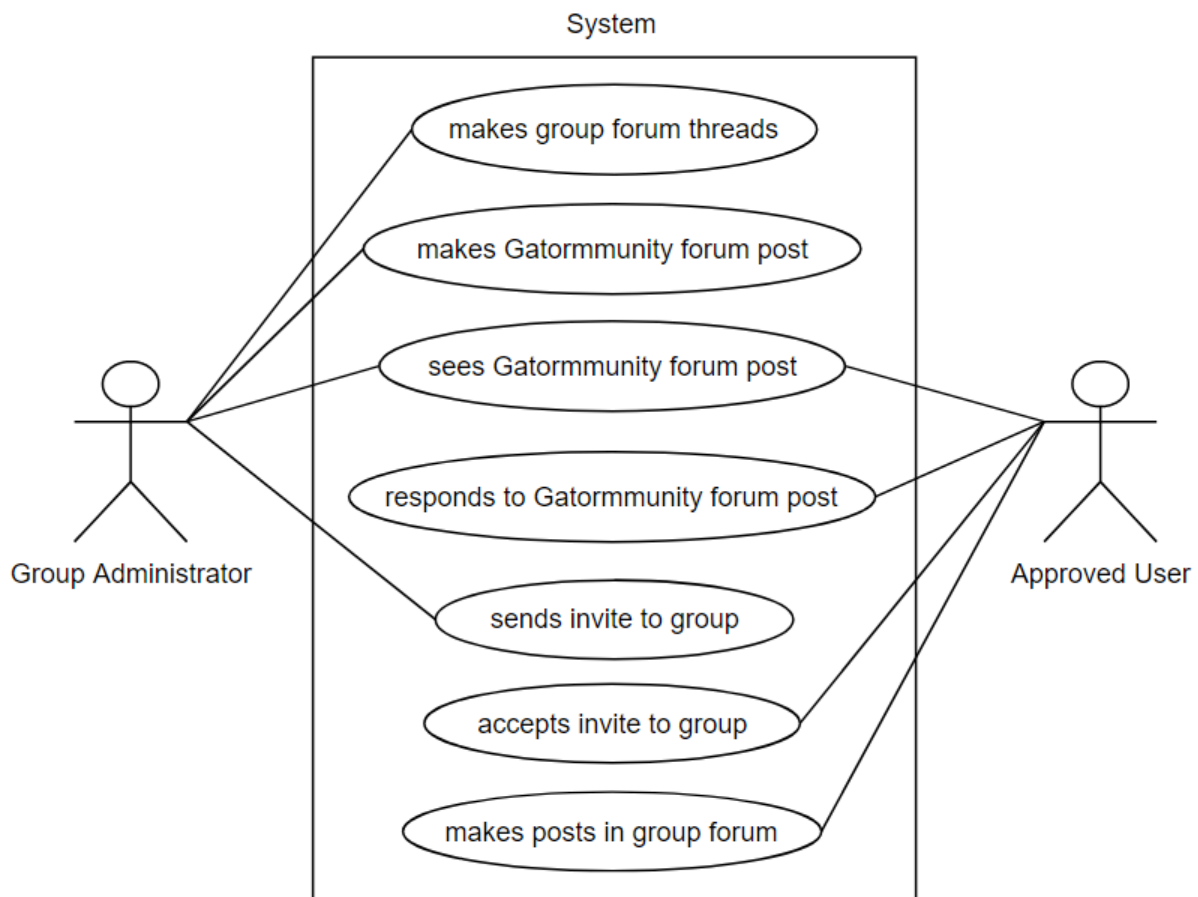 System
makes group forum threads
makes Gatormmunity forum post
sees Gatormmunity forum post
responds to Gatormmunity forum post
Group Administrator
Approved User
sends invite to group
accepts invite to group
makes posts in group forum